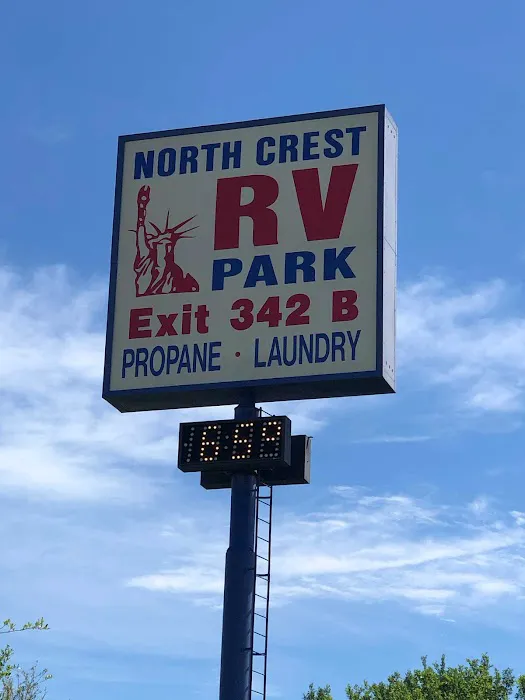 NORTH CREST
RV
PARK
Exit 342 B
PROPANE · LAUNDRY